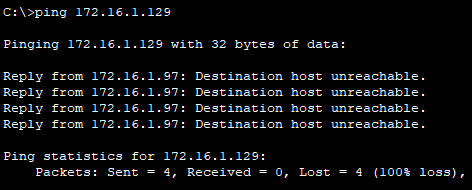 C:\>ping 172.16.1.129
Pinging 172.16.1.129 with 32 bytes of data:
Reply from 172.16.1.97: Destination host unreachable.
Reply from 172.16.1.97: Destination host unreachable.
Reply from 172.16.1.97: Destination host unreachable.
Reply from 172.16.1.97: Destination host unreachable.
Ping statistics for 172.16.1.129:
    Packets: Sent = 4, Received = 0, Lost = 4 (100% loss),